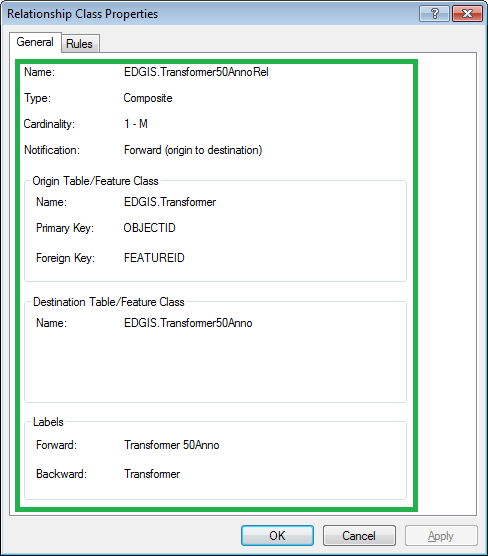 Relationship Class Properties
General Rules
Name: EDGIS.Transformer50AnnoRel
Type: Composite
Cardinality: 1 - M
Notification: Forward (origin to destination)
Origin Table/Feature Class
Name: EDGIS.Transformer
Primary Key: OBJECTID
Foreign Key: FEATUREID
Destination Table/Feature Class
Name: EDGIS.Transformer50Anno
Labels
Forward: Transformer 50Anno
Backward: Transformer
OK Cancel Apply